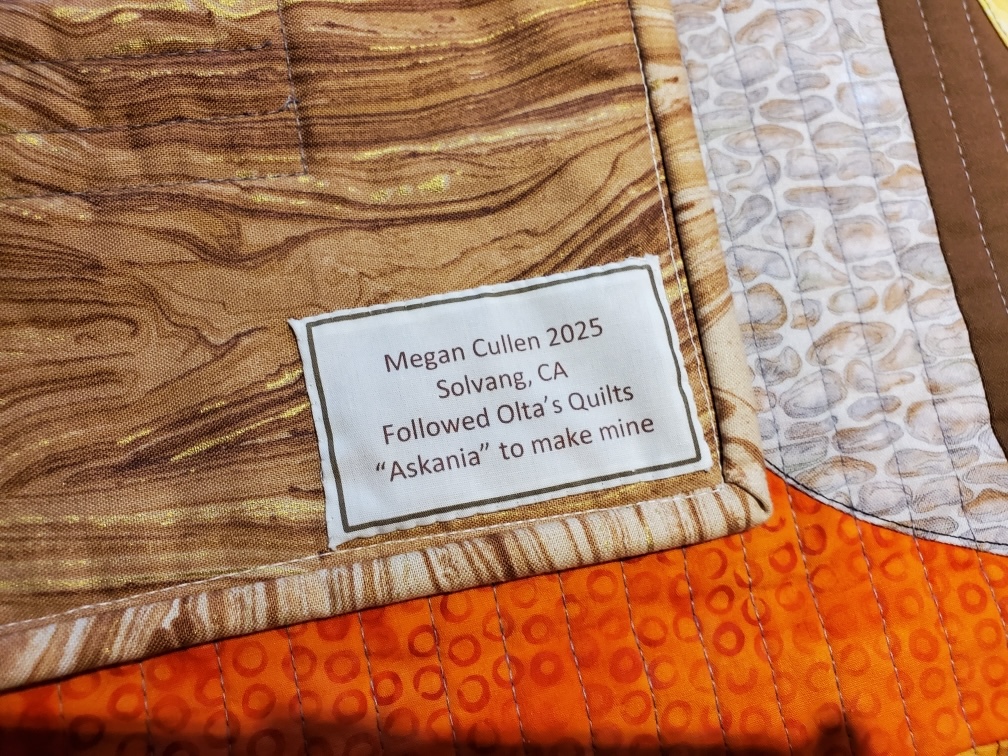 Megan Cullen 2025
Solvang, CA
Followed Olta's Quilts
“Askania” to make mine